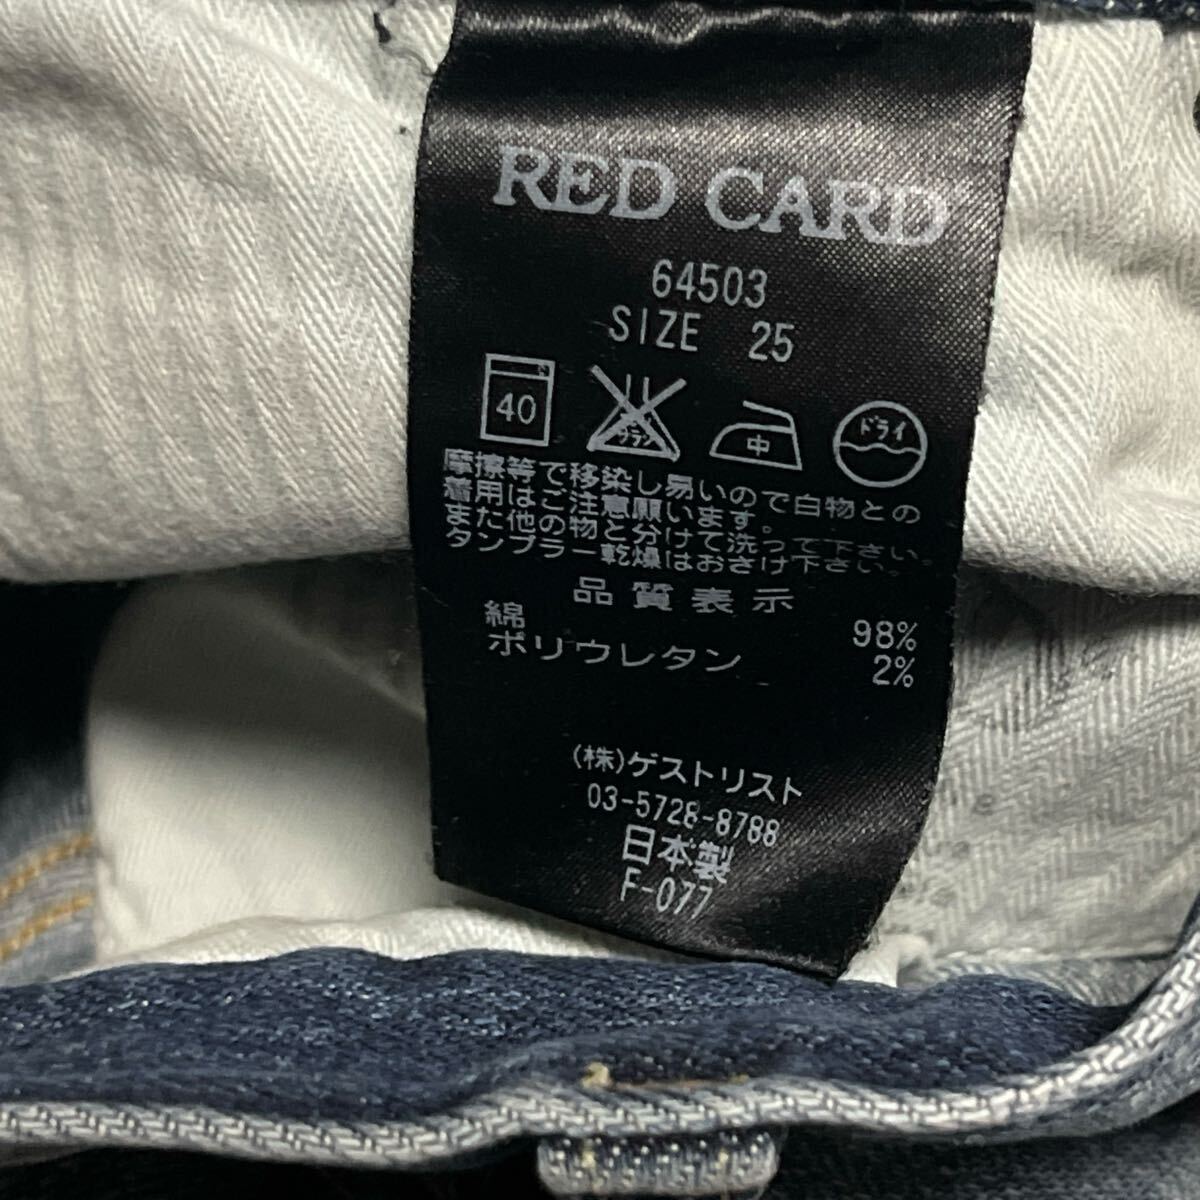 RED CARD
64503
SIZE 25
40
中
ドライ
摩擦等で移染し易いので白物との
着用はご注意願います。
また他の物と分けて洗って下さい。
タンブラー乾燥はおさけ下さい。
品質表示
綿 98%
ポリウレタン 2%
(株)ゲストリスト
03-5728-8788
日本製
F-077